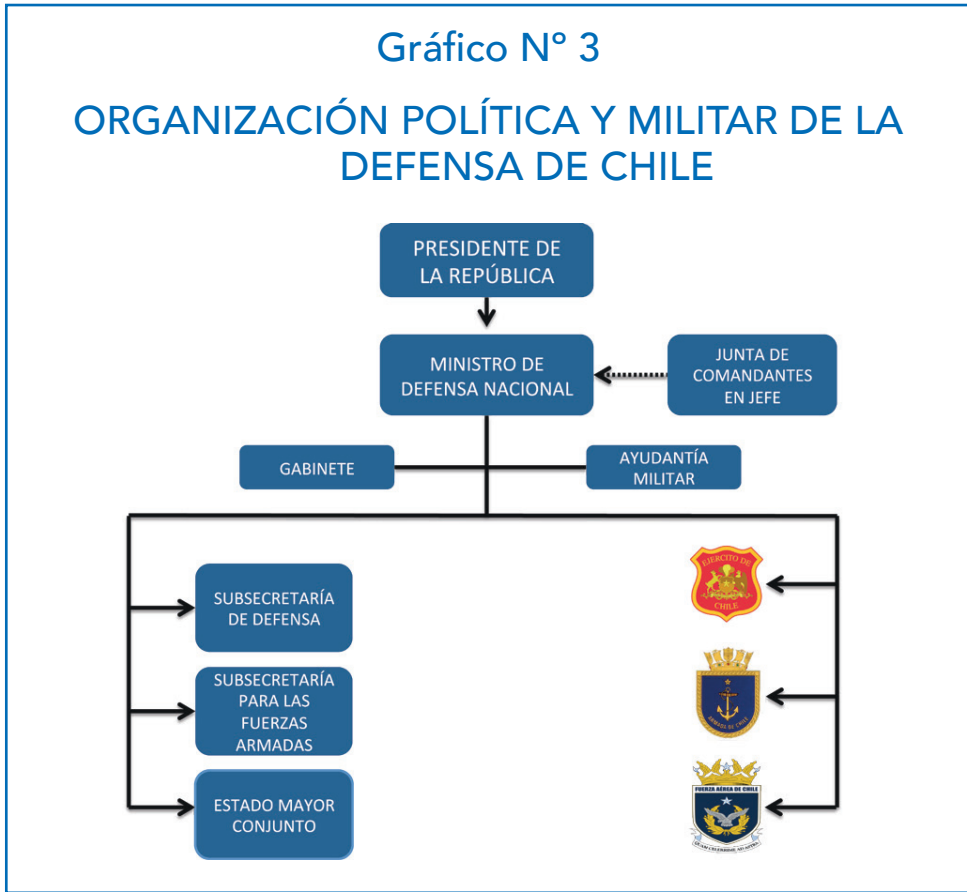 Gráfico Nº 3
ORGANIZACIÓN POLÍTICA Y MILITAR DE LA
DEFENSA DE CHILE
PRESIDENTE DE
LA REPÚBLICA
MINISTRO DE
DEFENSA NACIONAL
JUNTA DE
COMANDANTES
EN JEFE
GABINETE
AYUDANTÍA
MILITAR
SUBSECRETARÍA
DE DEFENSA
SUBSECRETARÍA
PARA LAS
FUERZAS
ARMADAS
ESTADO MAYOR
CONJUNTO
EJERCITO DE
CHILE
ARMADA DE CHILE
FUERZA AÉREA DE CHILE